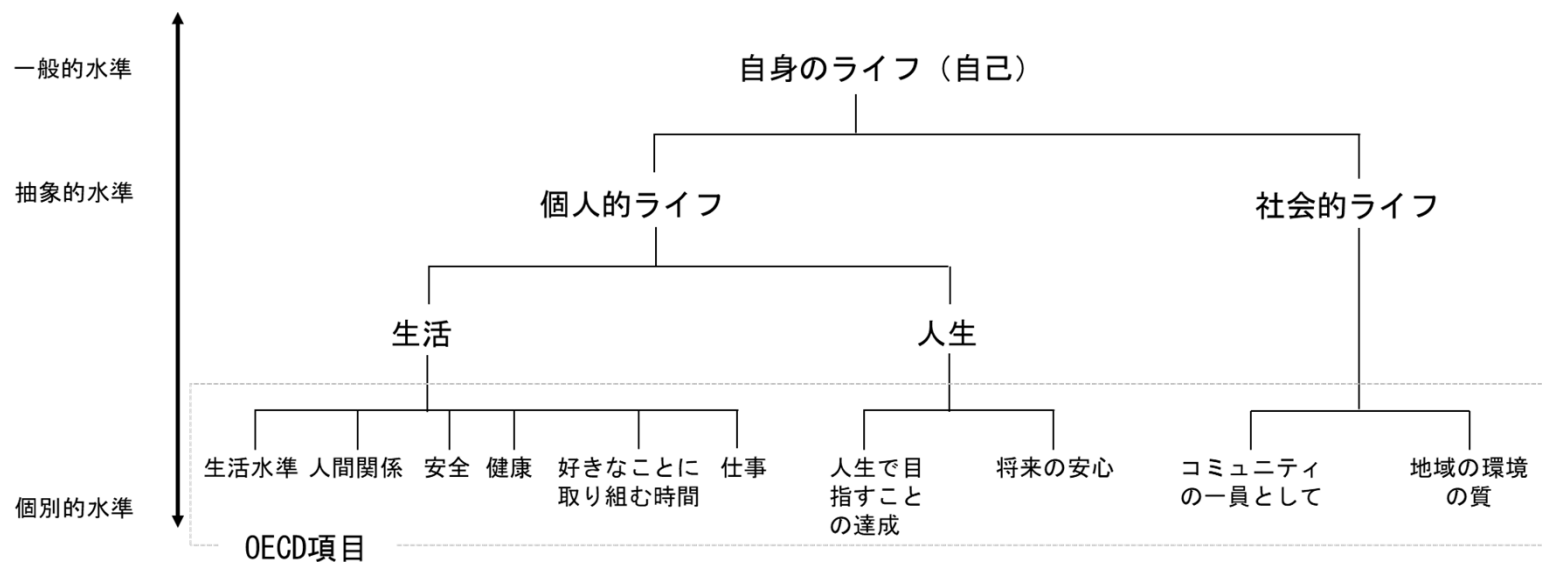 一般的水準
自身のライフ（自己）
抽象的水準
個人的ライフ
社会的ライフ
生活
人生
生活水準
人間関係
安全
健康
好きなことに
取り組む時間
仕事
人生で目
指すこと
の達成
将来の安心
コミュニティ
の一員として
地域の環境
の質
個別的水準
OECD項目